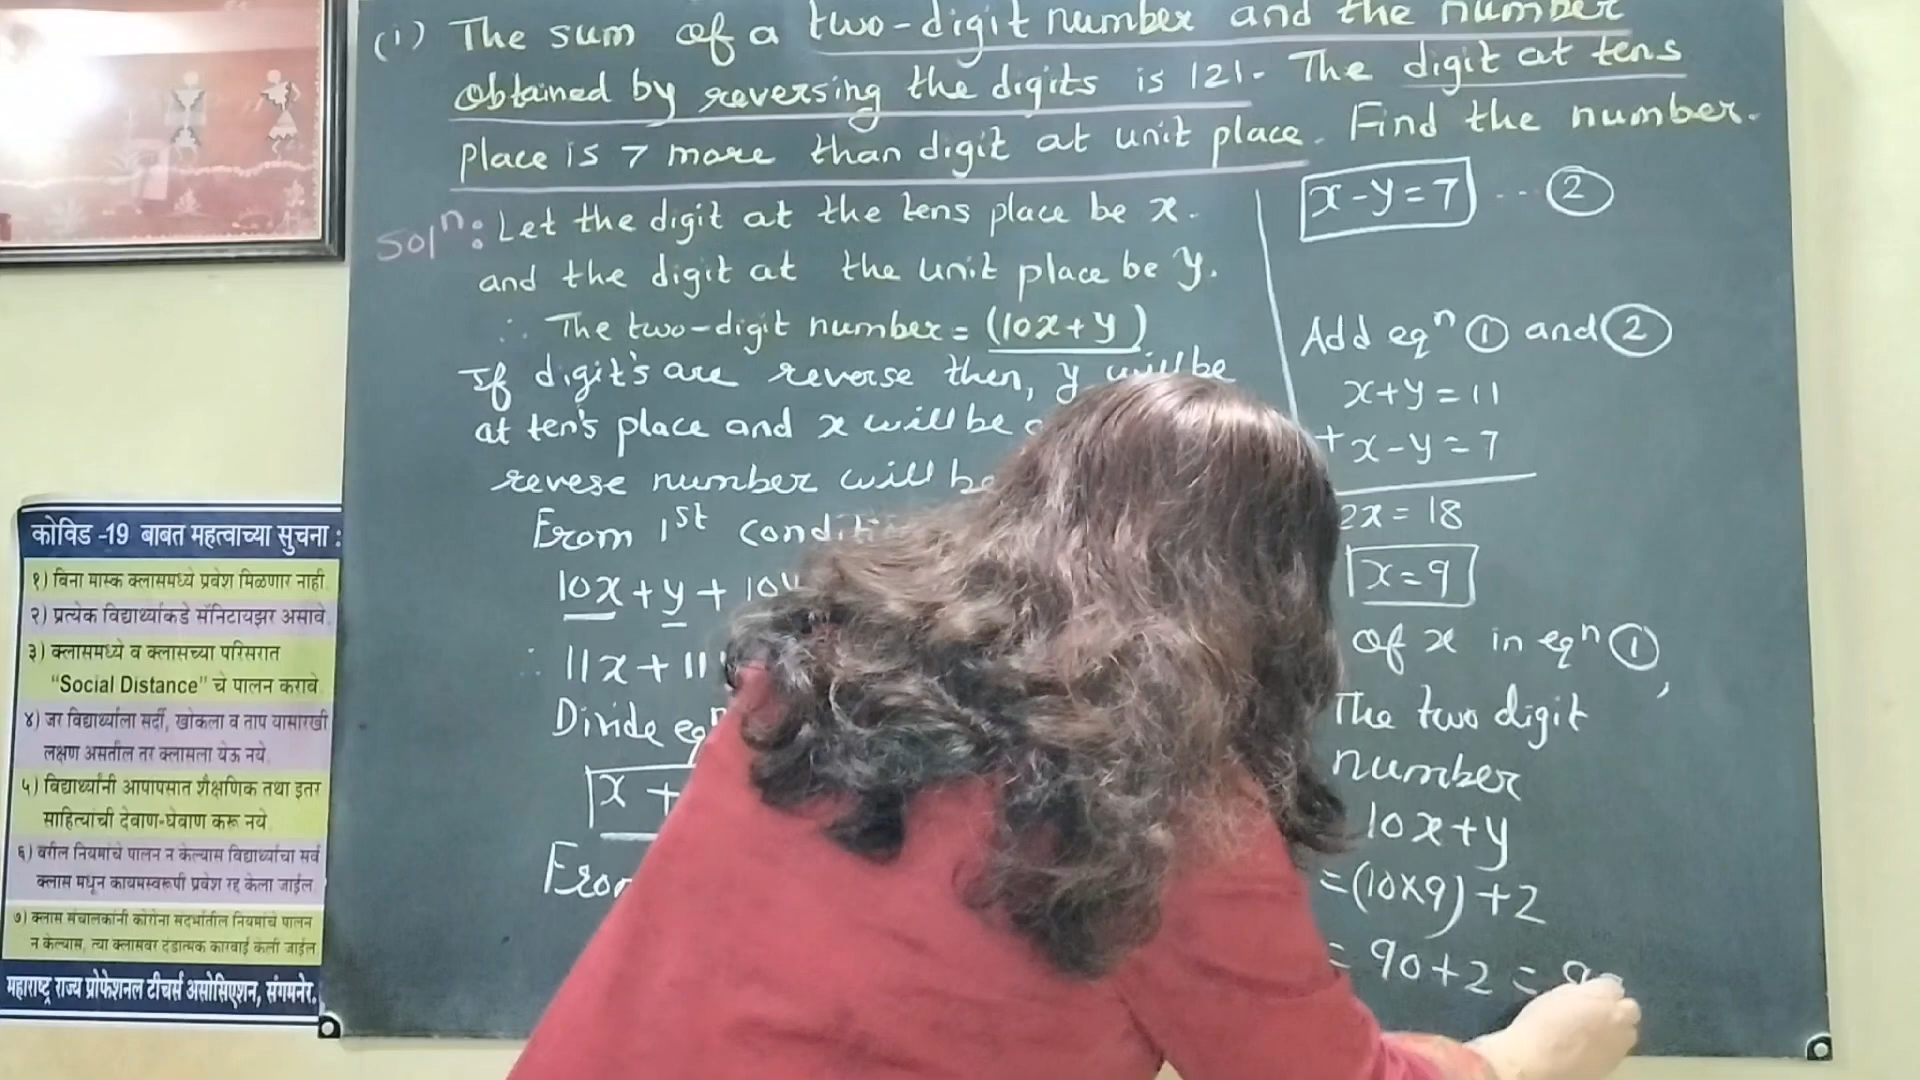 (1) The sum of a two-digit number and the number
obtained by reversing the digits is 121. The digit at tens
place is 7 more than digit at unit place. Find the number.
Solⁿ: Let the digit at the tens place be x.
and the digit at the unit place be y.
∴ The two-digit number = (10x+y)
If digit's are reverse then, y will be
at ten's place and x will be
revese number will be
From 1st condit
10x + y + 10y
∴ 11x + 11
Divide eqⁿ
x +
From
x-y=7 -- ②
Add eqⁿ ① and ②
x+y=11
+ x-y=7
2x=18
x=9
of x in eqⁿ ①,
The two digit
number
10x+y
=(10×9)+2
= 90+2 = 9
कोविड -19 बाबत महत्वाच्या सुचना :
१) विना मास्क क्लासमध्ये प्रवेश मिळणार नाही.
२) प्रत्येक विद्यार्थ्याकडे सॅनिटायझर असावे.
३) क्लासमध्ये व क्लासच्या परिसरात
"Social Distance" चे पालन करावे
४) जर विद्यार्थ्याला सर्दी, खोकला व ताप यासारखी
लक्षण असतील तर क्लासला येऊ नये.
५) विद्यार्थ्यांनी आपापसात शैक्षणिक तथा इतर
साहित्यांची देवाण-घेवाण करू नये.
६) वरील नियमांचे पालन न केल्यास विद्यार्थ्याचा सर्व
क्लास मधून कायमस्वरूपी प्रवेश रद्द केला जाईल.
७) क्लास संचालकांनी कोरोना संदर्भातील नियमांचे पालन
न केल्यास, त्या क्लासवर दंडात्मक कारवाई केली जाईल.
महाराष्ट्र राज्य प्रोफेशनल टीचर्स असोसिएशन, संगमनेर.